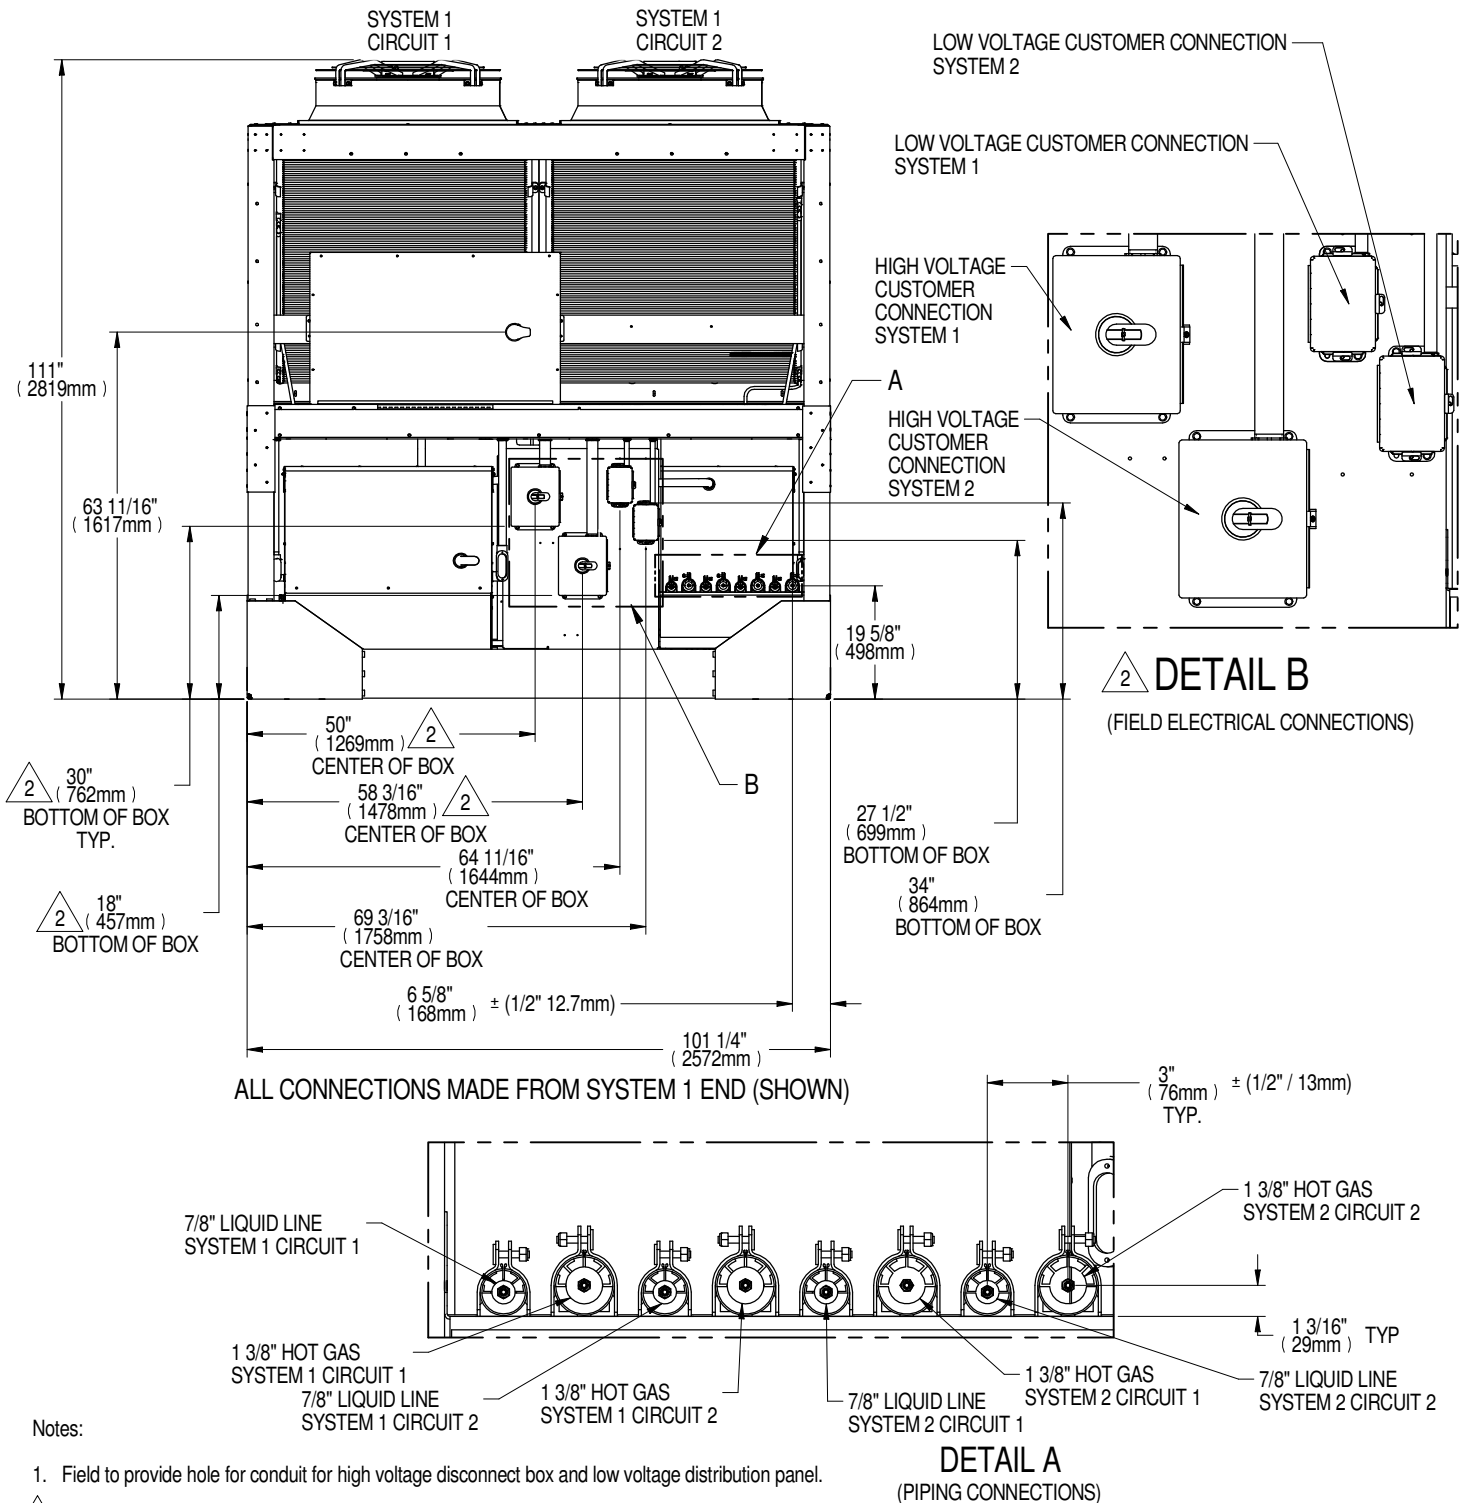 SYSTEM 1
CIRCUIT 1
SYSTEM 1
CIRCUIT 2
LOW VOLTAGE CUSTOMER CONNECTION
SYSTEM 2
LOW VOLTAGE CUSTOMER CONNECTION
SYSTEM 1
HIGH VOLTAGE
CUSTOMER
CONNECTION
SYSTEM 1
A
HIGH VOLTAGE
CUSTOMER
CONNECTION
SYSTEM 2
111"
( 2819mm )
63 11/16"
( 1617mm )
19 5/8"
( 498mm )
2 DETAIL B
(FIELD ELECTRICAL CONNECTIONS)
50"
( 1269mm ) 2
CENTER OF BOX
B
2 30"
( 762mm )
BOTTOM OF BOX
TYP.
58 3/16"
( 1478mm ) 2
CENTER OF BOX
27 1/2"
( 699mm )
BOTTOM OF BOX
64 11/16"
( 1644mm )
CENTER OF BOX
34"
( 864mm )
BOTTOM OF BOX
2 18"
( 457mm )
BOTTOM OF BOX
69 3/16"
( 1758mm )
CENTER OF BOX
6 5/8"
( 168mm ) ± (1/2" 12.7mm)
101 1/4"
( 2572mm )
ALL CONNECTIONS MADE FROM SYSTEM 1 END (SHOWN)
3"
( 76mm ) ± (1/2" / 13mm)
TYP.
7/8" LIQUID LINE
SYSTEM 1 CIRCUIT 1
1 3/8" HOT GAS
SYSTEM 2 CIRCUIT 2
1 3/16" TYP
( 29mm )
1 3/8" HOT GAS
SYSTEM 1 CIRCUIT 1
7/8" LIQUID LINE
SYSTEM 1 CIRCUIT 2
1 3/8" HOT GAS
SYSTEM 1 CIRCUIT 2
7/8" LIQUID LINE
SYSTEM 2 CIRCUIT 1
1 3/8" HOT GAS
SYSTEM 2 CIRCUIT 1
7/8" LIQUID LINE
SYSTEM 2 CIRCUIT 2
DETAIL A
(PIPING CONNECTIONS)
Notes:
1. Field to provide hole for conduit for high voltage disconnect box and low voltage distribution panel.